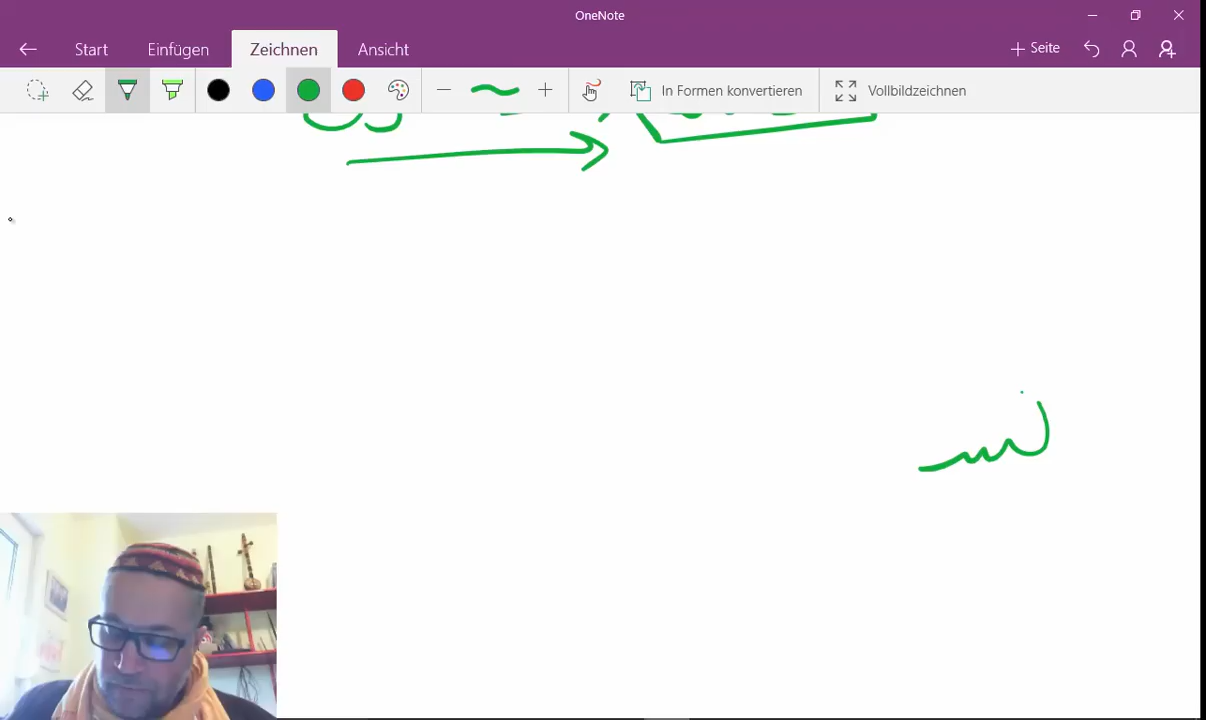 OneNote
Start Einfügen Zeichnen Ansicht Seite
In Formen konvertieren Vollbildzeichnen